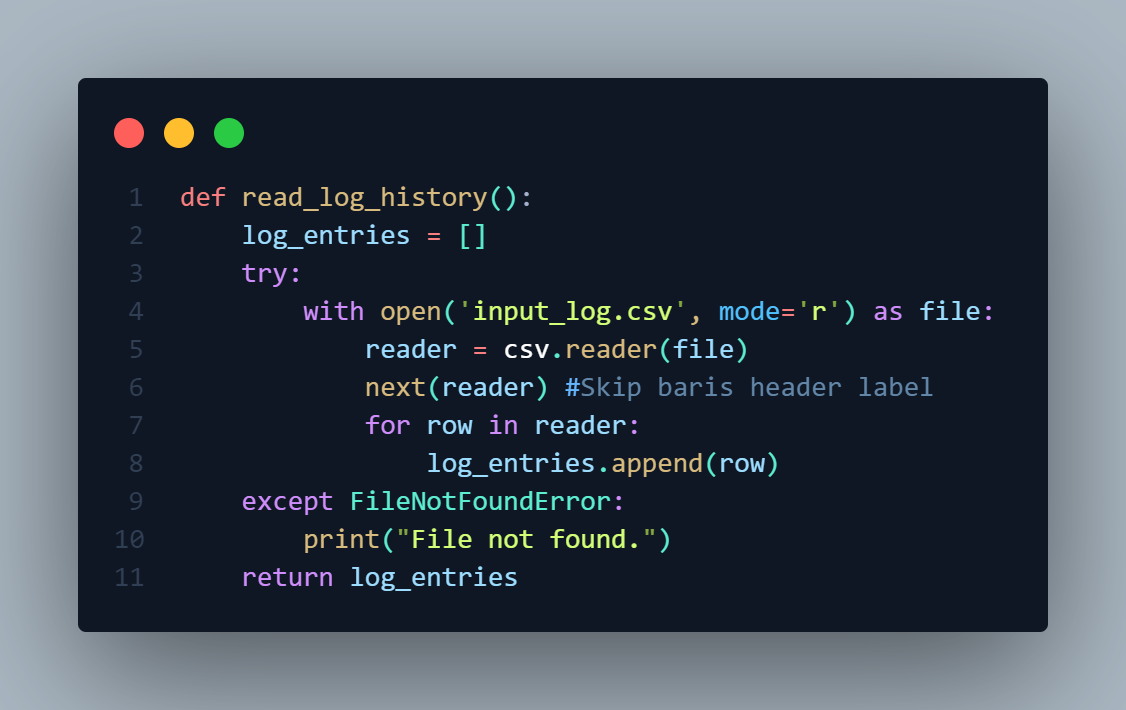 1 def read_log_history():
2     log_entries = []
3     try:
4         with open('input_log.csv', mode='r') as file:
5             reader = csv.reader(file)
6             next(reader) #Skip baris header label
7             for row in reader:
8                 log_entries.append(row)
9     except FileNotFoundError:
10         print("File not found.")
11     return log_entries